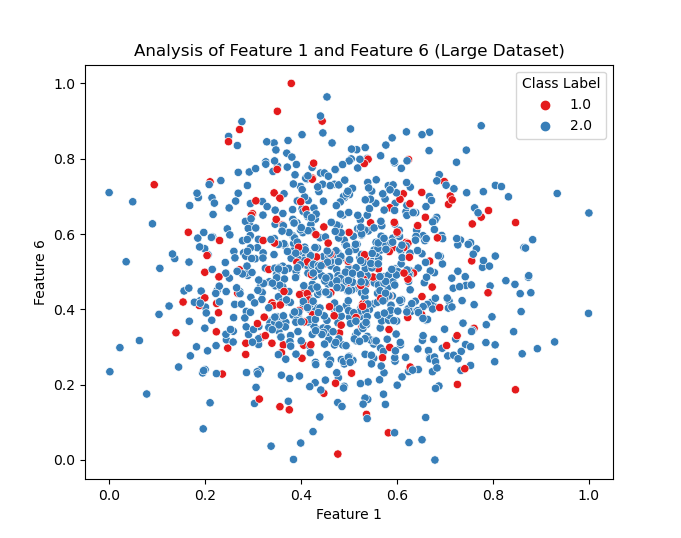 Analysis of Feature 1 and Feature 6 (Large Dataset)
Class Label
1.0
2.0
1.0
0.8
0.6
0.4
0.2
0.0
Feature 6
0.0 0.2 0.4 0.6 0.8 1.0
Feature 1